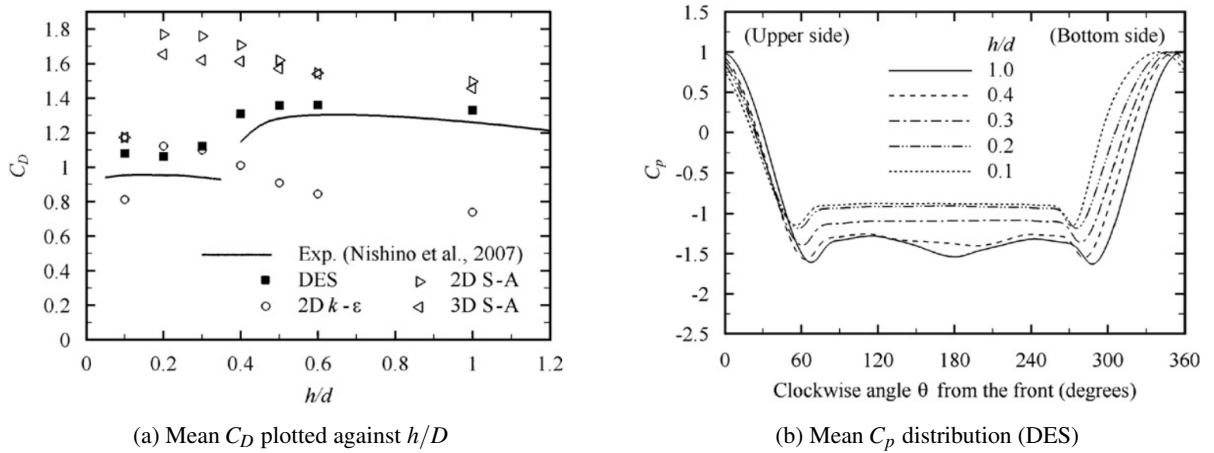 1.8
1.6
1.4
1.2
1
0.8
0.6
0.4
0.2
0
C_D
Exp. (Nishino et al., 2007)
DES
2D S-A
2D k-ε
3D S-A
0 0.2 0.4 0.6 0.8 1 1.2
h/d
(a) Mean C_D plotted against h/D
C_p
5
(Upper side)
h/d
(Bottom side)
1
0
-0.5
-1
-1.5
-2
-2.5
1.0
0.4
0.3
0.2
0.1
0 60 120 180 240 300 360
Clockwise angle θ from the front (degrees)
(b) Mean C_p distribution (DES)